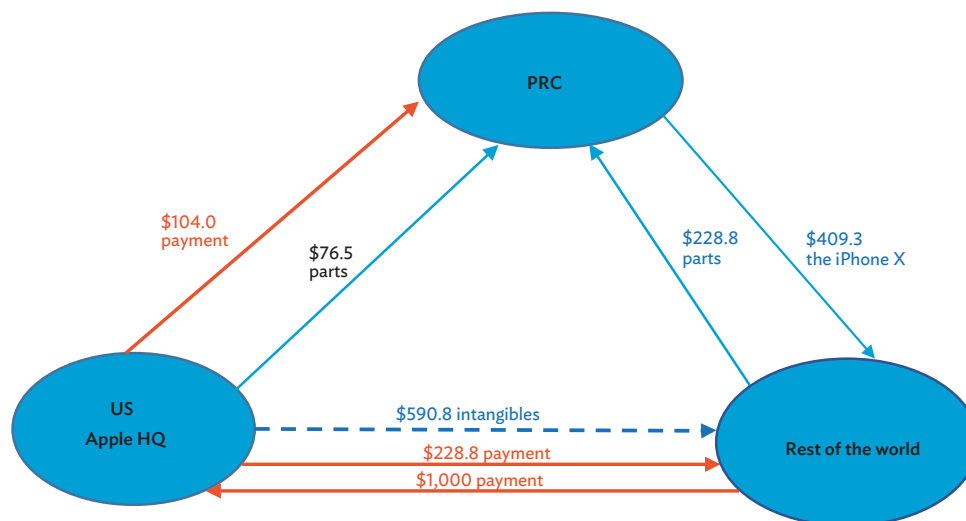 PRC
$104.0
payment
$76.5
parts
$228.8
parts
$409.3
the iPhone X
US
Apple HQ
$590.8 intangibles
$228.8 payment
$1,000 payment
Rest of the world